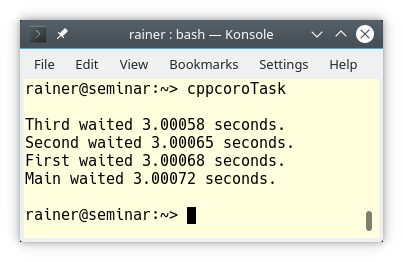 rainer : bash — Konsole
File Edit View Bookmarks Settings Help
rainer@seminar:~> cppcoroTask
Third waited 3.00058 seconds.
Second waited 3.00065 seconds.
First waited 3.00068 seconds.
Main waited 3.00072 seconds.
rainer@seminar:~>